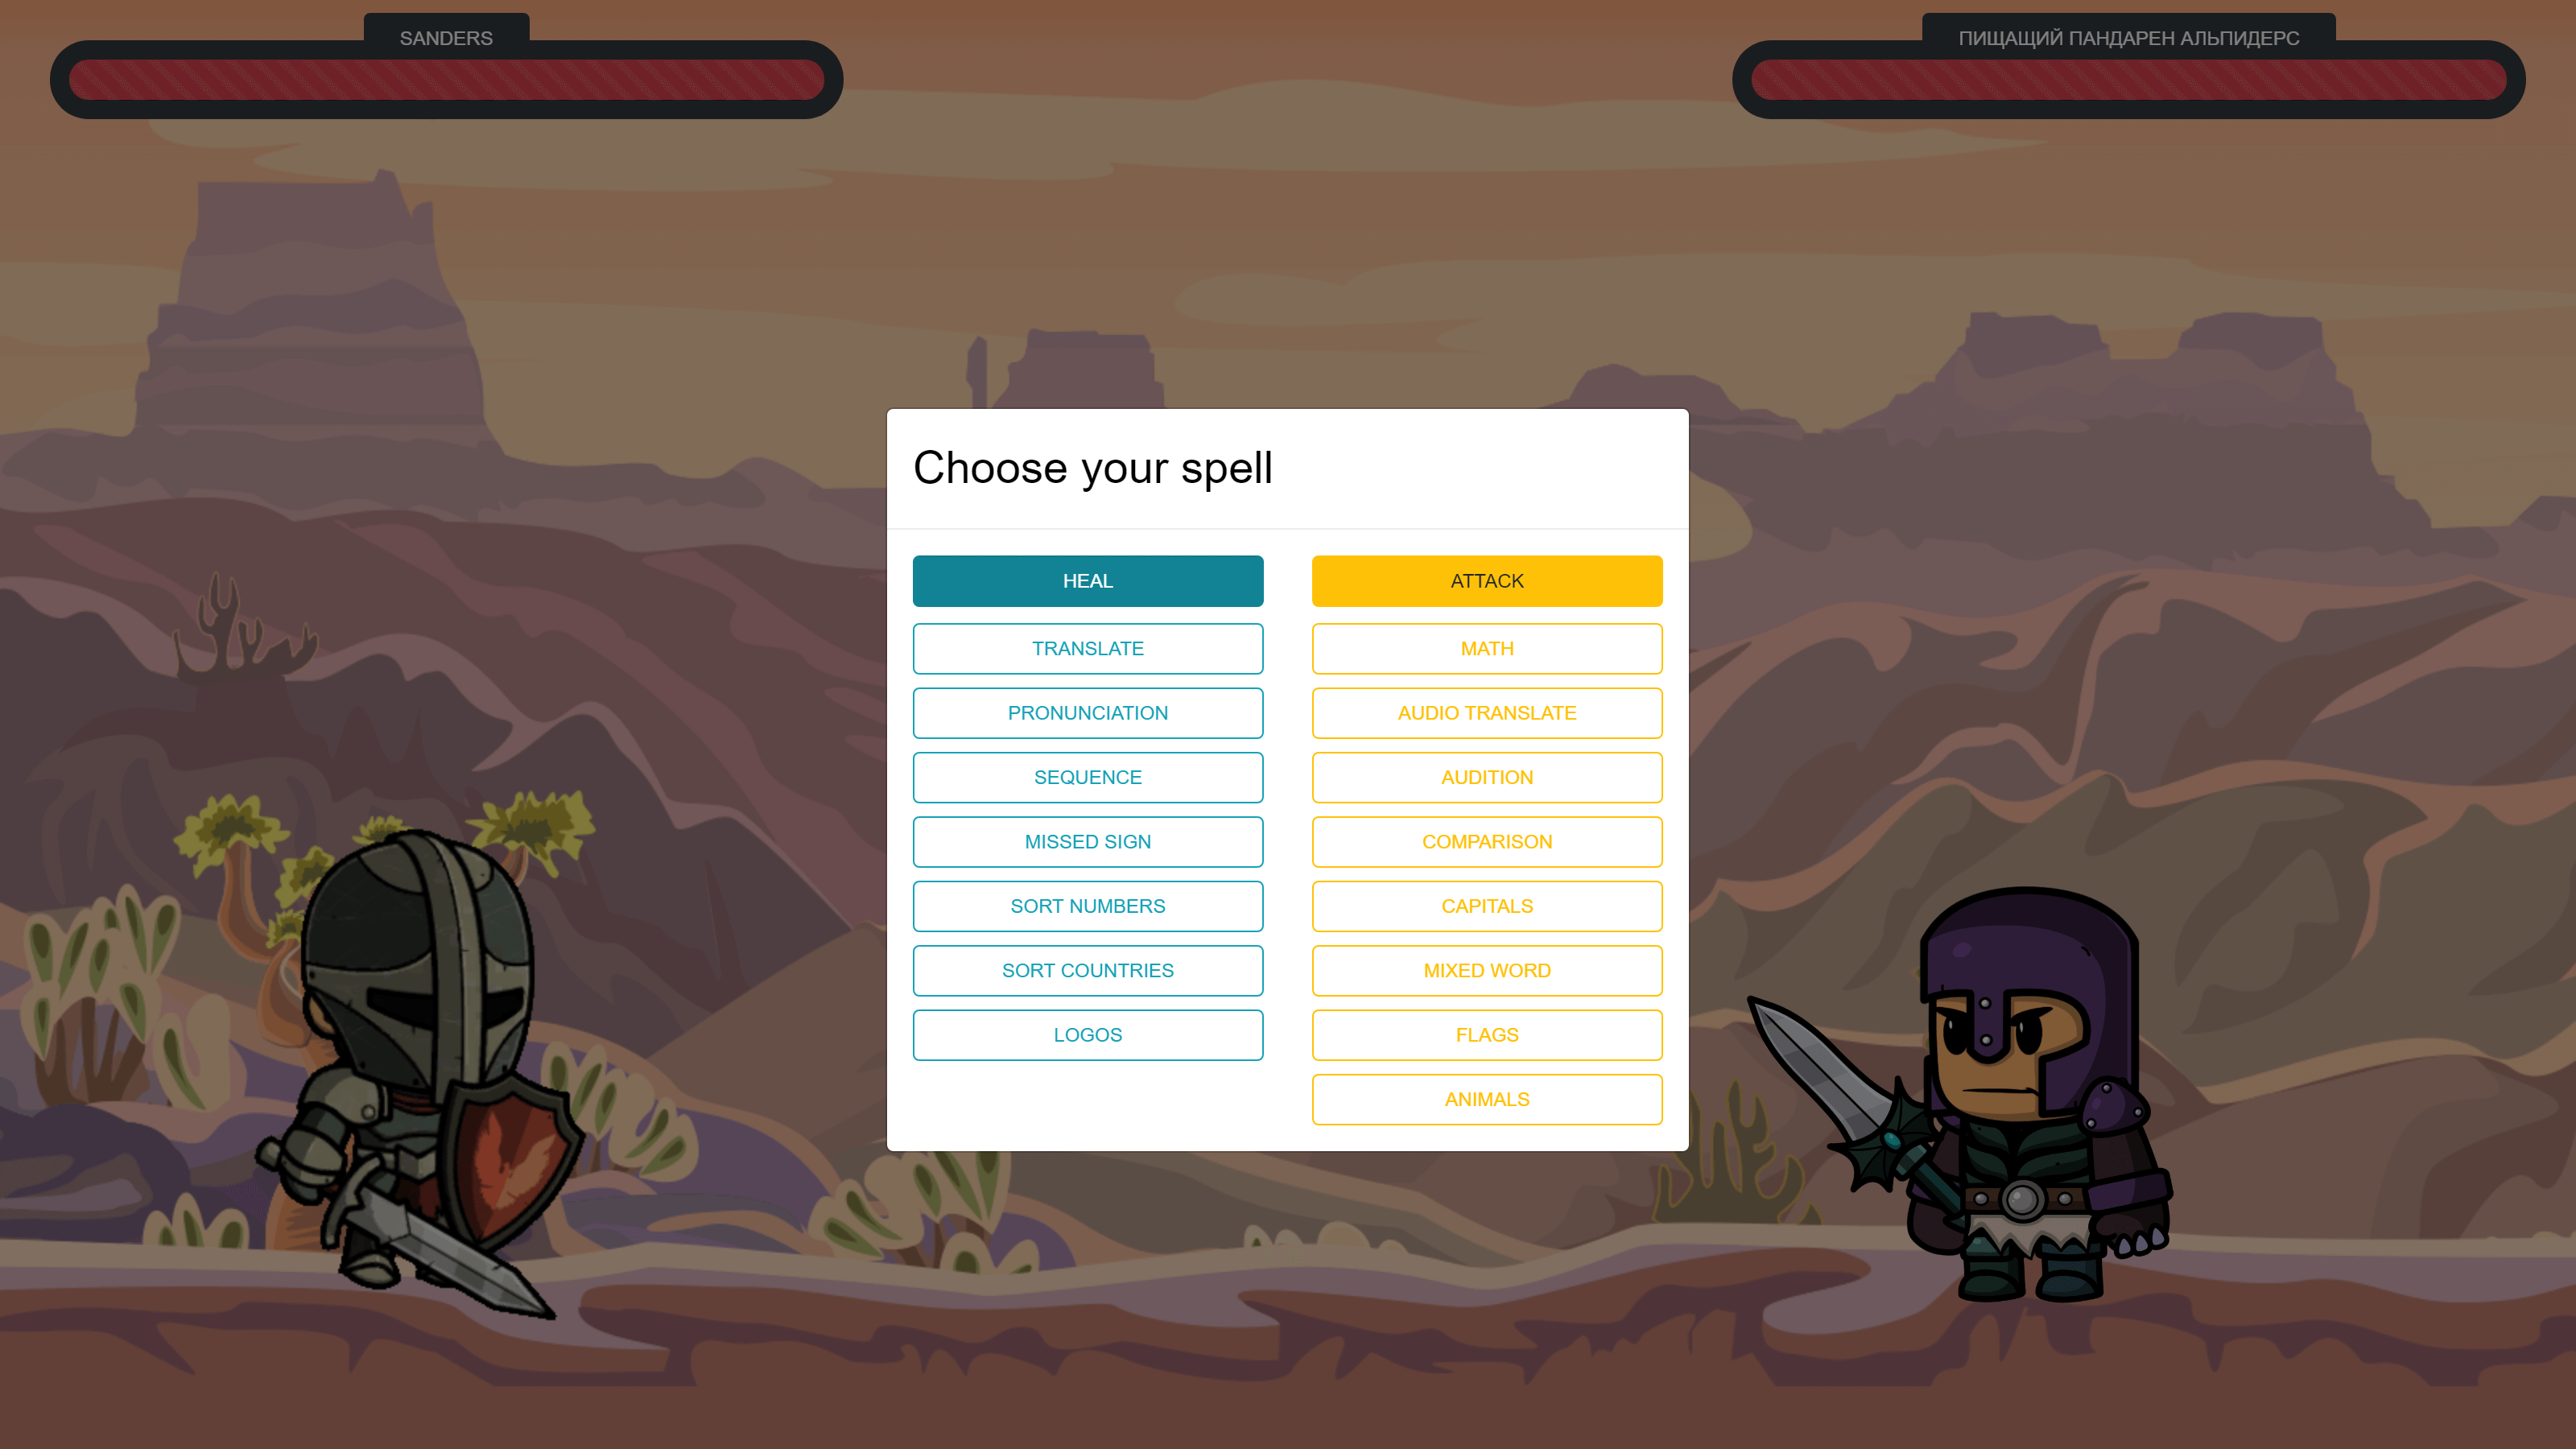 SANDERS
ПИЩАЩИЙ ПАНДАРЕН АЛЬПИДЕРС
Choose your spell
HEAL
TRANSLATE
PRONUNCIATION
SEQUENCE
MISSED SIGN
SORT NUMBERS
SORT COUNTRIES
LOGOS
ATTACK
MATH
AUDIO TRANSLATE
AUDITION
COMPARISON
CAPITALS
MIXED WORD
FLAGS
ANIMALS